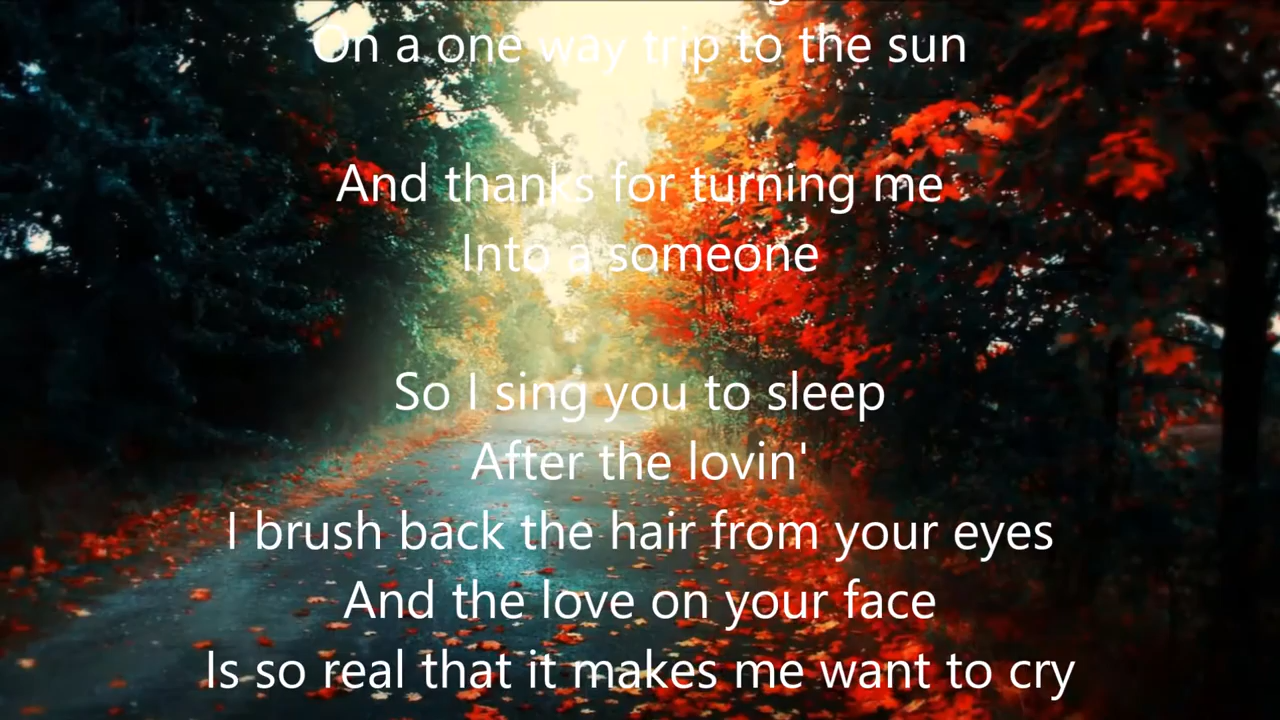 On a one way trip to the sun
And thanks for turning me
Into a someone
So I sing you to sleep
After the lovin'
I brush back the hair from your eyes
And the love on your face
Is so real that it makes me want to cry